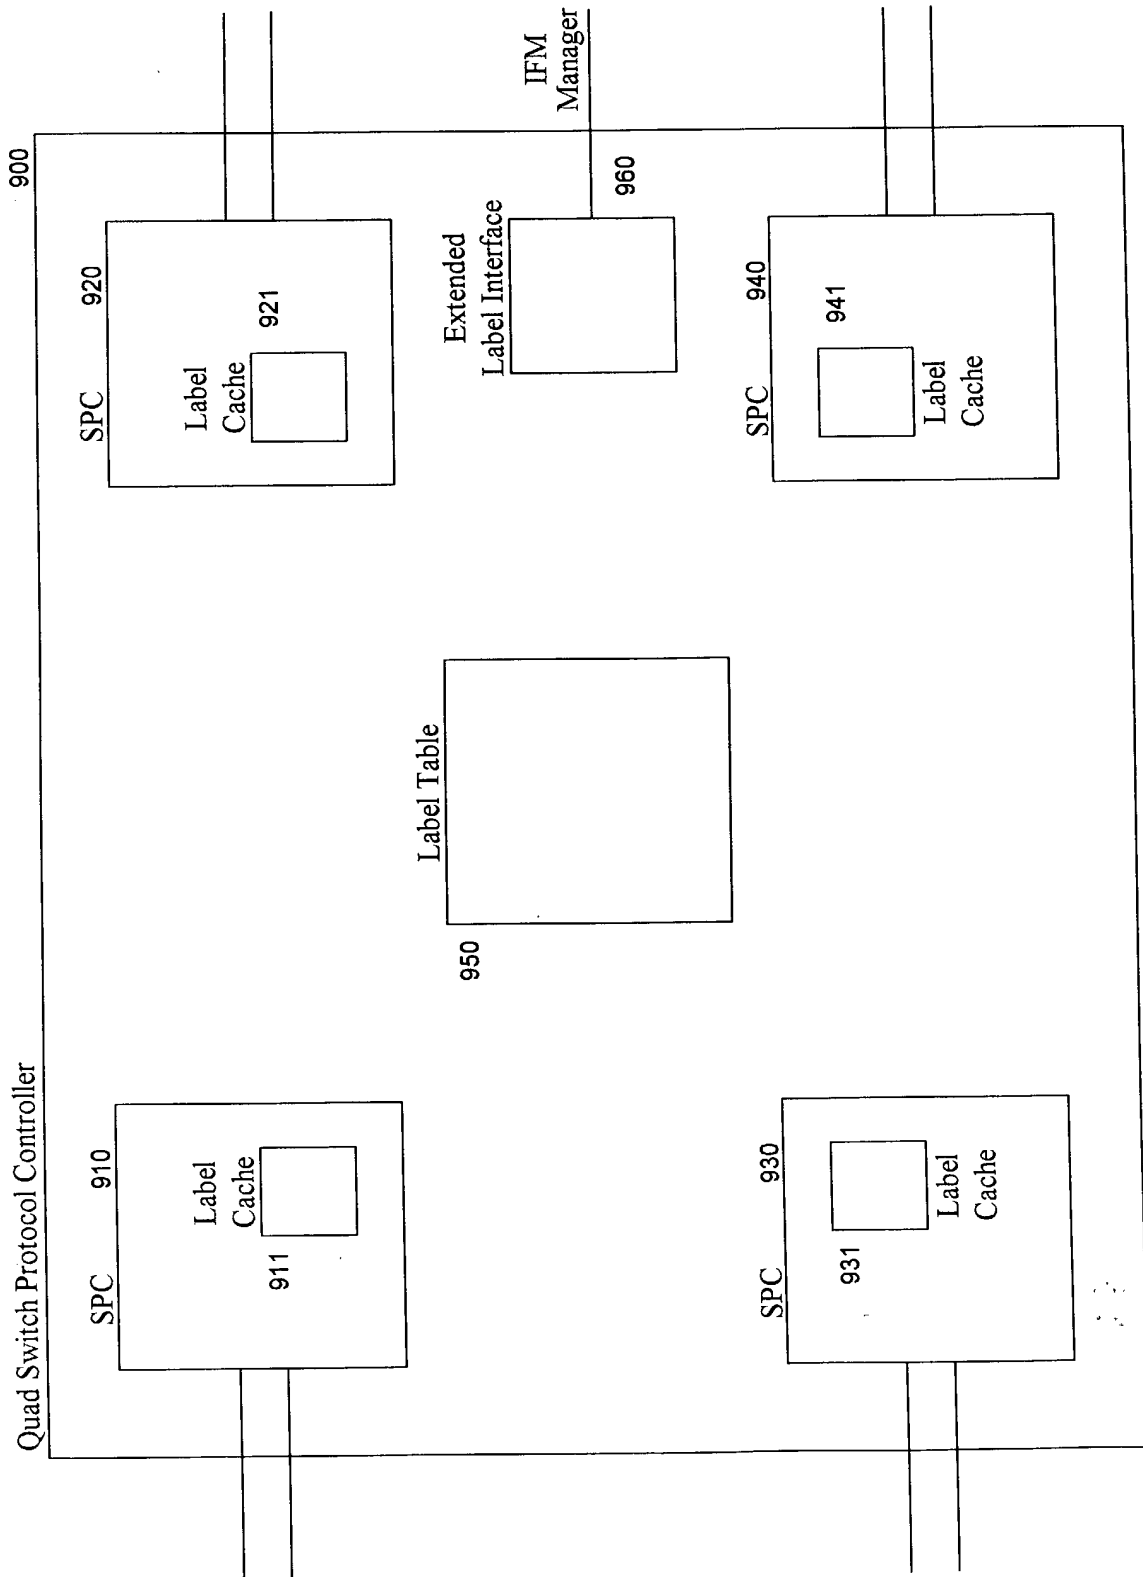 Quad Switch Protocol Controller
900
SPC
910
Label
Cache
911
SPC
920
Label
Cache
921
Label Table
950
Extended
Label Interface
960
IFM
Manager
SPC
930
931
Label
Cache
SPC
940
941
Label
Cache